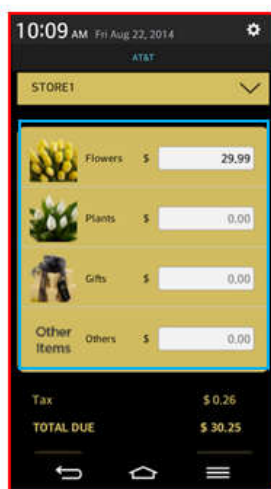 10:09 AM Fri Aug 22, 2014
AT&T
STORE1
Flowers $ 29.99
Plants $ 0.00
Gifts $ 0.00
Other
Items Others $ 0.00
Tax $ 0.26
TOTAL DUE $ 30.25